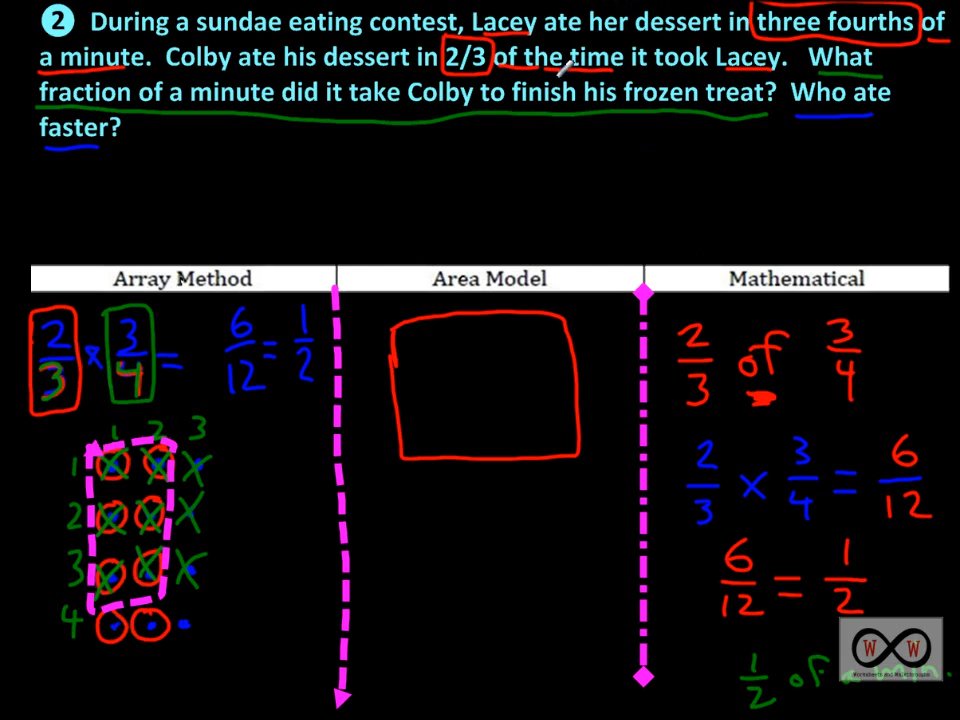 2 During a sundae eating contest, Lacey ate her dessert in three fourths of
a minute. Colby ate his dessert in 2/3 of the time it took Lacey. What
fraction of a minute did it take Colby to finish his frozen treat? Who ate
faster?
Array Method Area Model Mathematical
2/3 x 3/4 = 6/12 = 1/2
1 2 3
1
2
3
4
2/3 of 3/4
2/3 x 3/4 = 6/12
6/12 = 1/2
W W
1/2 of a min.